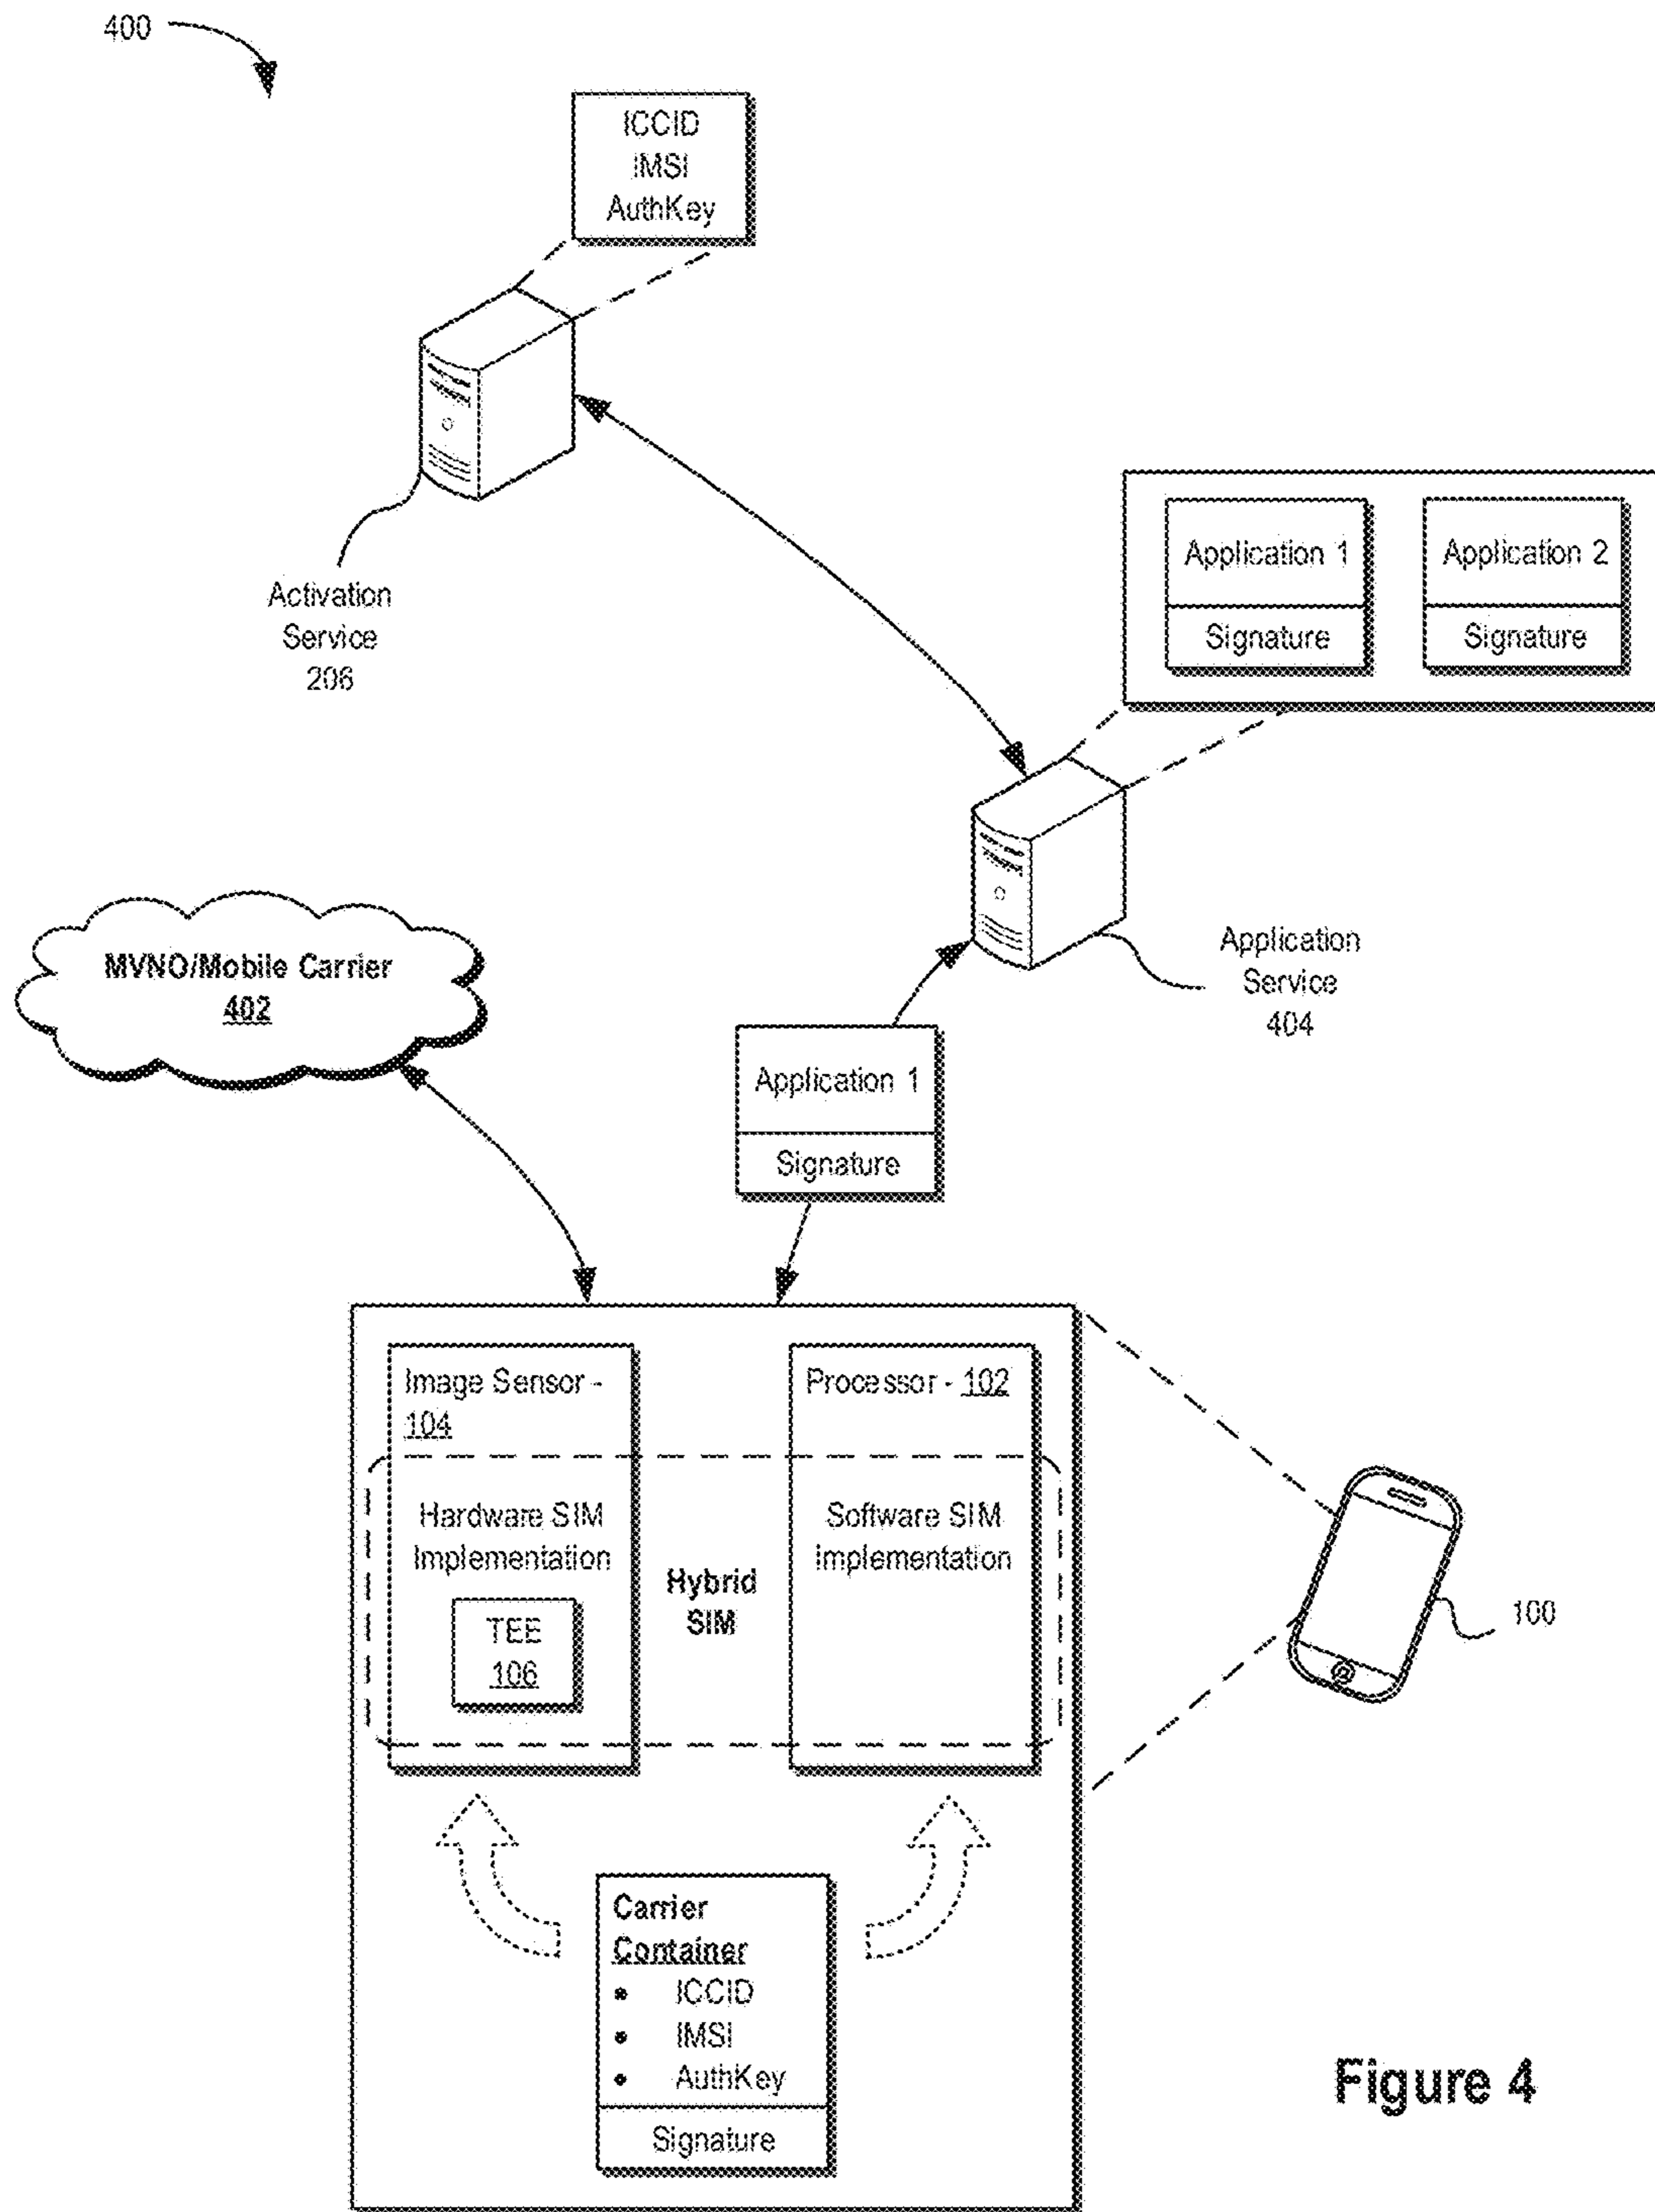 400
ICCID
IMSI
AuthKey
Activation
Service
206
Application 1
Signature
Application 2
Signature
MVNO/Mobile Carrier
402
Application
Service
404
Application 1
Signature
Image Sensor -
104
Processor - 102
Hardware SIM
Implementation
TEE
106
Hybrid
SIM
Software SIM
Implementation
100
Carrier
Container
• ICCID
• IMSI
• AuthKey
Signature
Figure 4